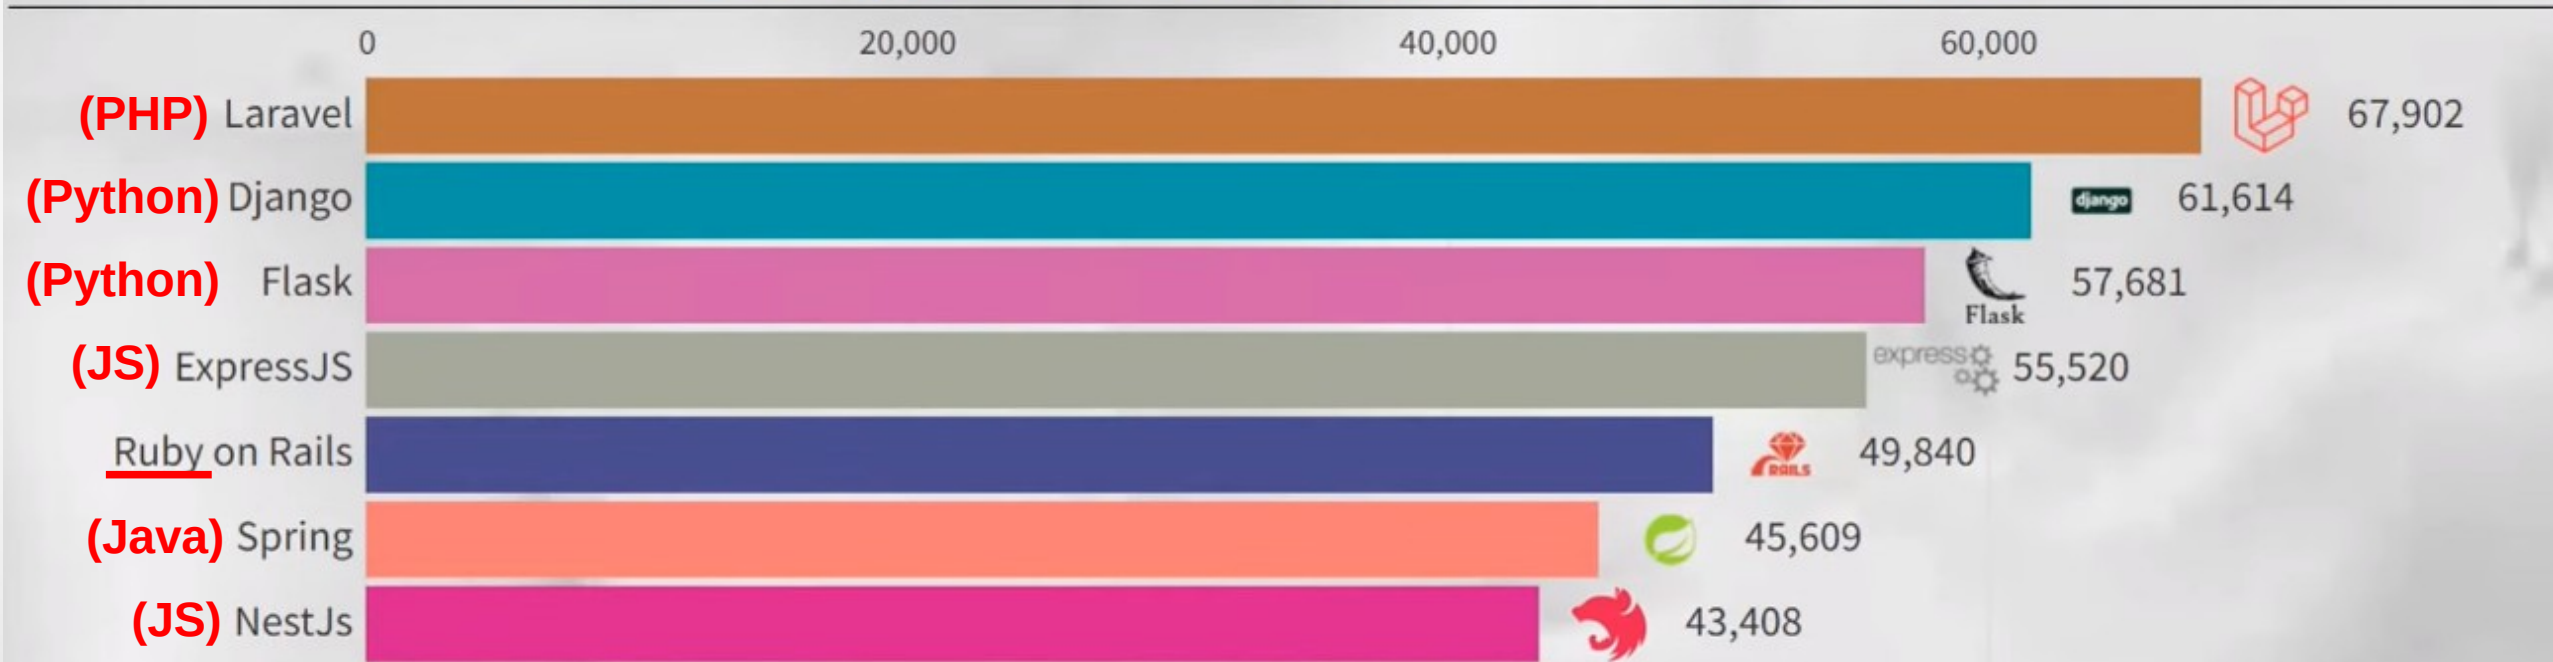 0 20,000 40,000 60,000
(PHP) Laravel 67,902
(Python) Django django 61,614
(Python) Flask Flask 57,681
(JS) ExpressJS express 55,520
Ruby on Rails RAILS 49,840
(Java) Spring 45,609
(JS) NestJs 43,408